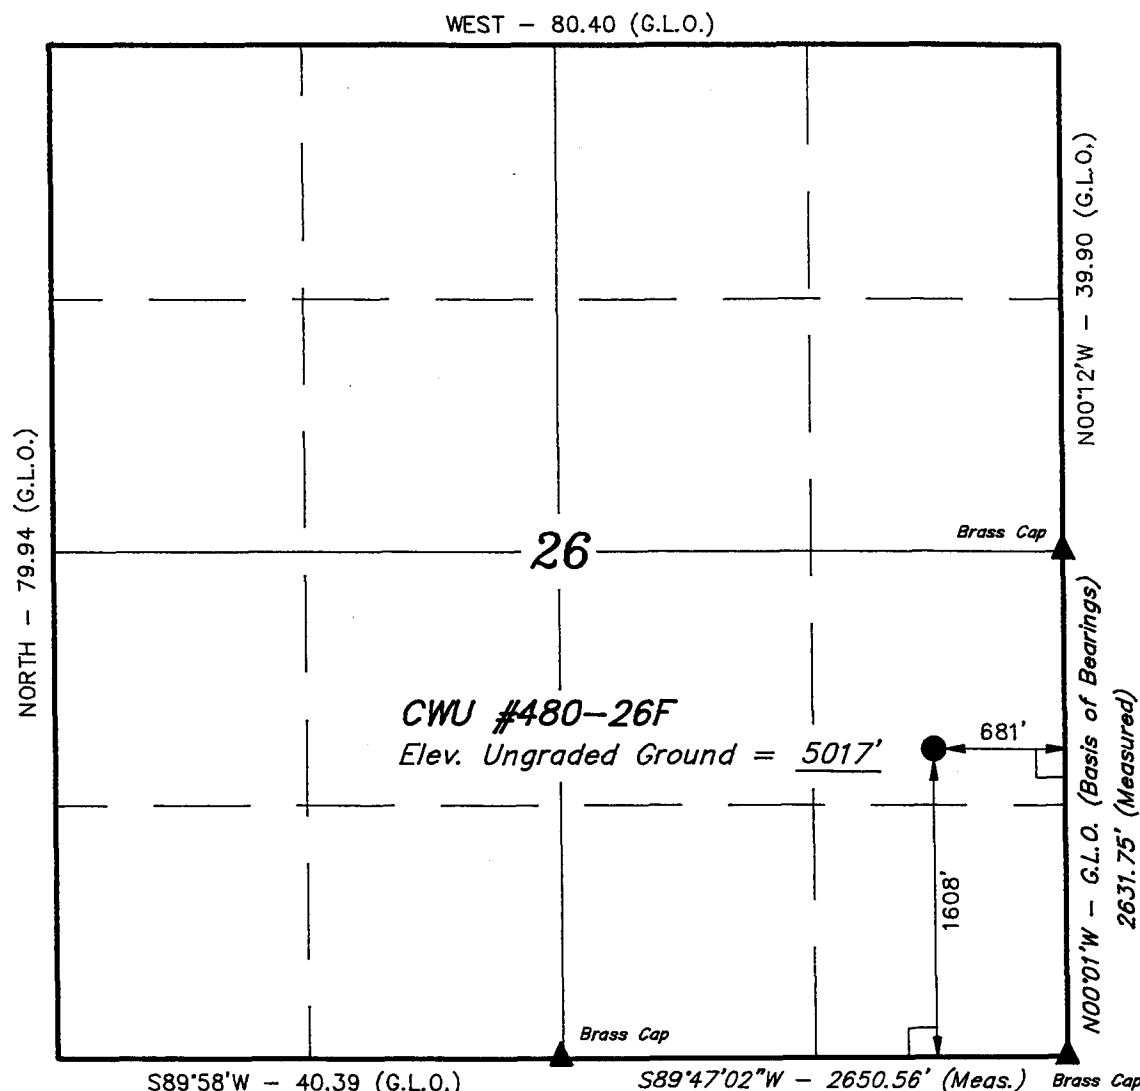 WEST – 80.40 (G.L.O.)
N00°12'W – 39.90 (G.L.O.)
NORTH – 79.94 (G.L.O.)
Brass Cap
26
CWU #480–26F
Elev. Ungraded Ground = 5017'
681'
1608'
N00°01'W – G.L.O. (Basis of Bearings)
2631.75' (Measured)
Brass Cap
S89°58'W – 40.39 (G.L.O.)
S89°47'02"W – 2650.56' (Meas.)
Brass Cap